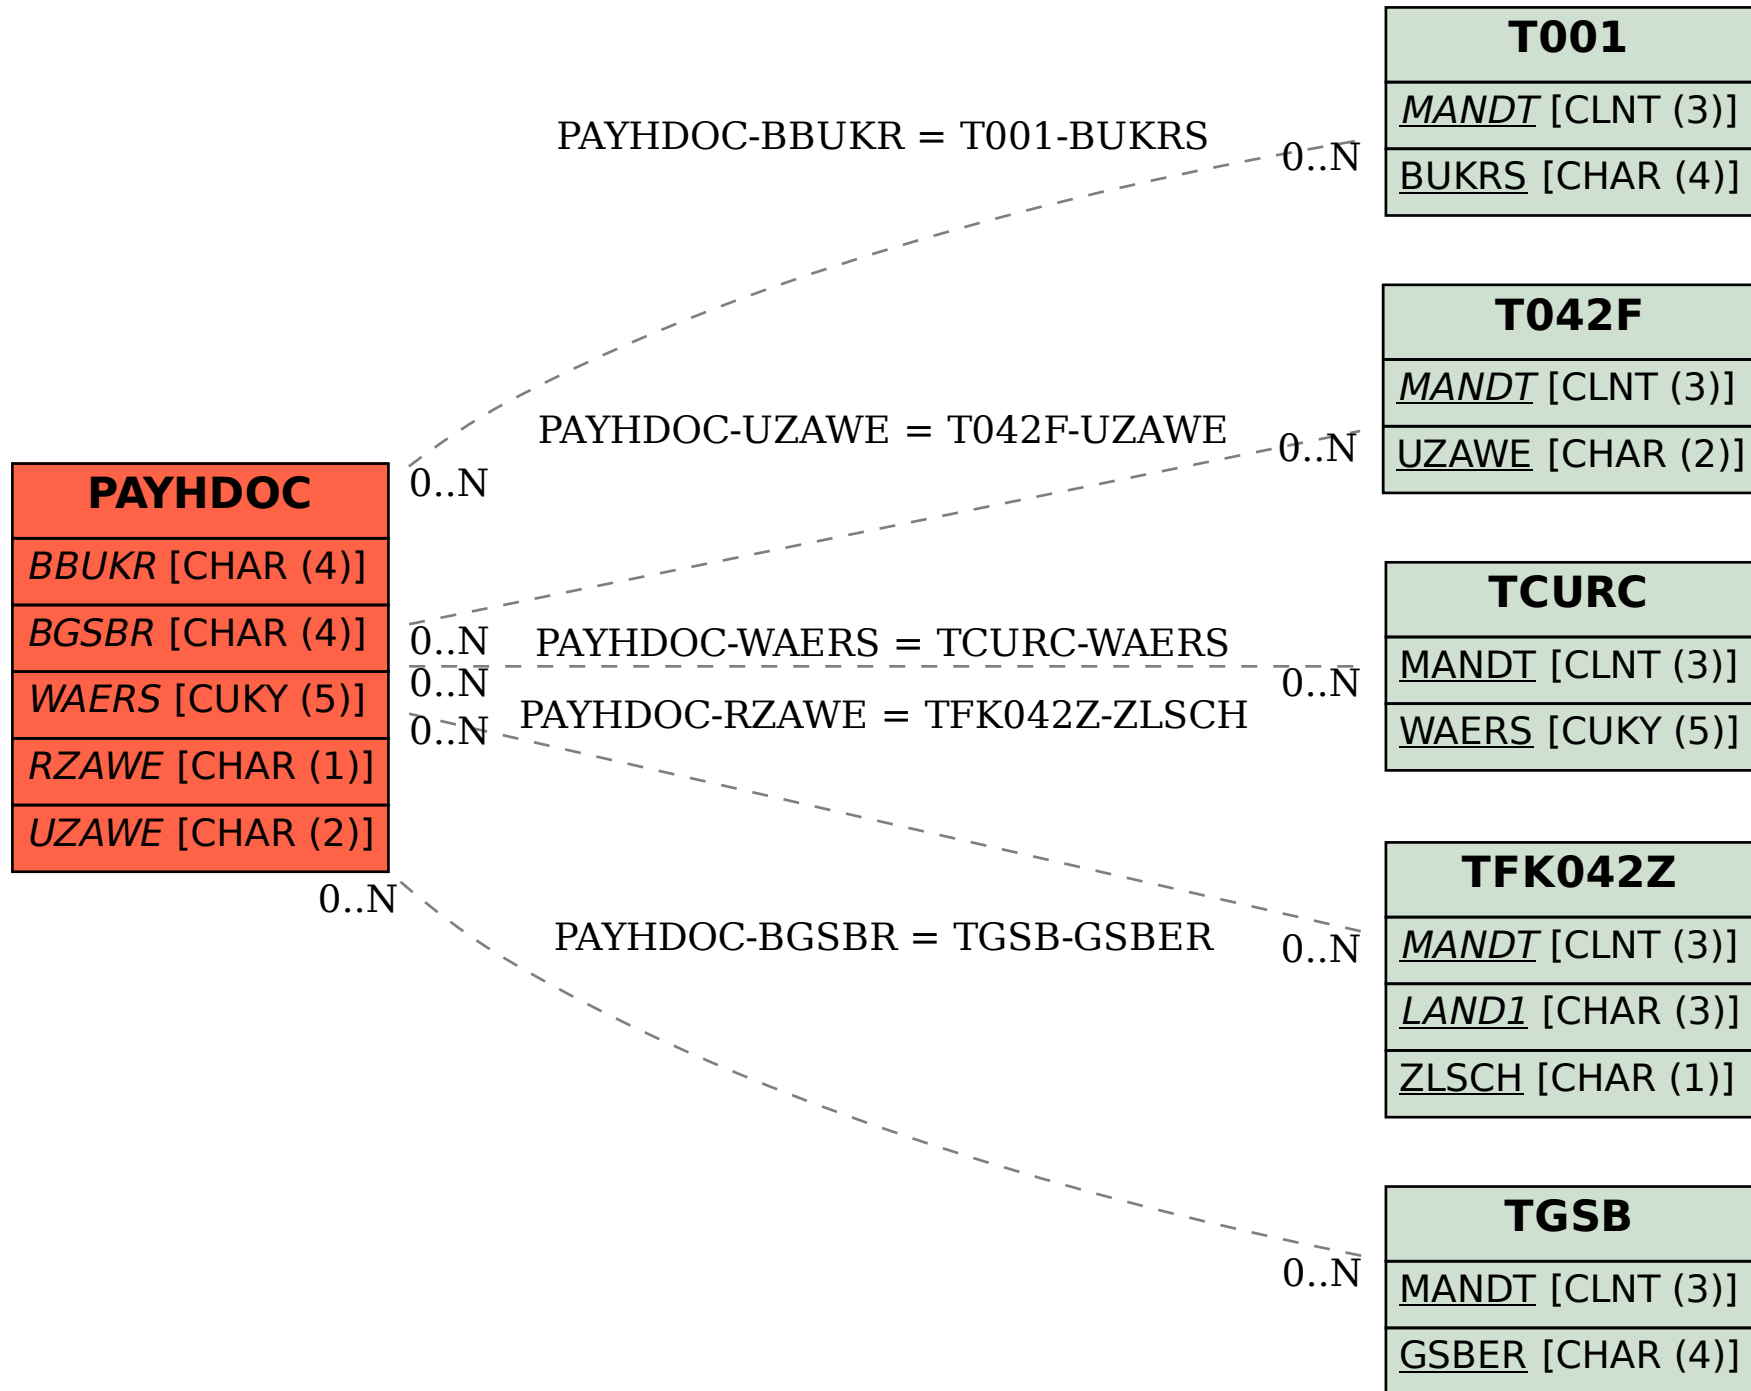 PAYHDOC
BBUKR [CHAR (4)]
BGSBR [CHAR (4)]
WAERS [CUKY (5)]
RZAWE [CHAR (1)]
UZAWE [CHAR (2)]
PAYHDOC-BBUKR = T001-BUKRS
0..N
0..N
T001
MANDT [CLNT (3)]
BUKRS [CHAR (4)]
PAYHDOC-UZAWE = T042F-UZAWE
0..N
0..N
T042F
MANDT [CLNT (3)]
UZAWE [CHAR (2)]
PAYHDOC-WAERS = TCURC-WAERS
0..N
0..N
TCURC
MANDT [CLNT (3)]
WAERS [CUKY (5)]
PAYHDOC-RZAWE = TFK042Z-ZLSCH
0..N
0..N
TFK042Z
MANDT [CLNT (3)]
LAND1 [CHAR (3)]
ZLSCH [CHAR (1)]
PAYHDOC-BGSBR = TGSB-GSBER
0..N
0..N
TGSB
MANDT [CLNT (3)]
GSBER [CHAR (4)]